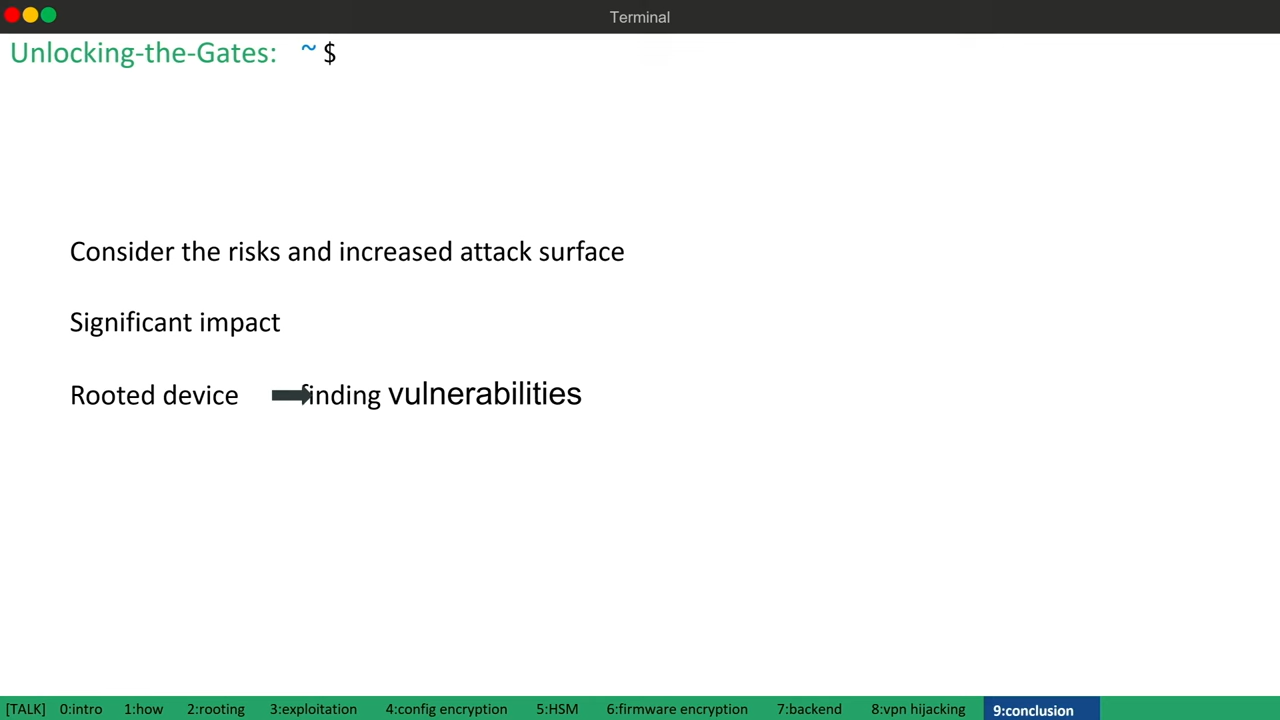 Terminal
Unlocking-the-Gates: ~ $
Consider the risks and increased attack surface
Significant impact
Rooted device finding vulnerabilities
[TALK] 0:intro 1:how 2:rooting 3:exploitation 4:config encryption 5:HSM 6:firmware encryption 7:backend 8:vpn hijacking 9:conclusion